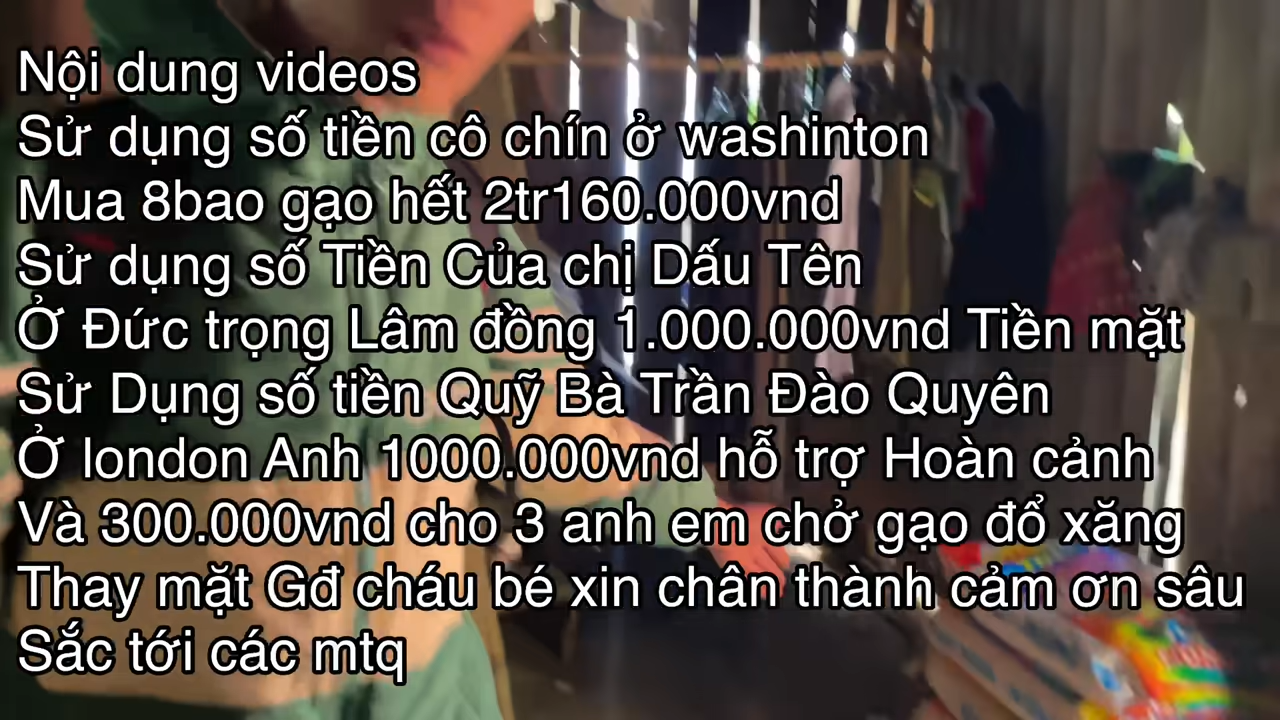 Nội dung videos
Sử dụng số tiền cô chín ở washinton
Mua 8bao gạo hết 2tr160.000vnd
Sử dụng số Tiền Của chị Dấu Tên
Ở Đức trọng Lâm đồng 1.000.000vnd Tiền mặt
Sử Dụng số tiền Quỹ Bà Trần Đào Quyên
Ở london Anh 1000.000vnd hỗ trợ Hoàn cảnh
Và 300.000vnd cho 3 anh em chở gạo đổ xăng
Thay mặt Gđ cháu bé xin chân thành cảm ơn sâu
Sắc tới các mtq